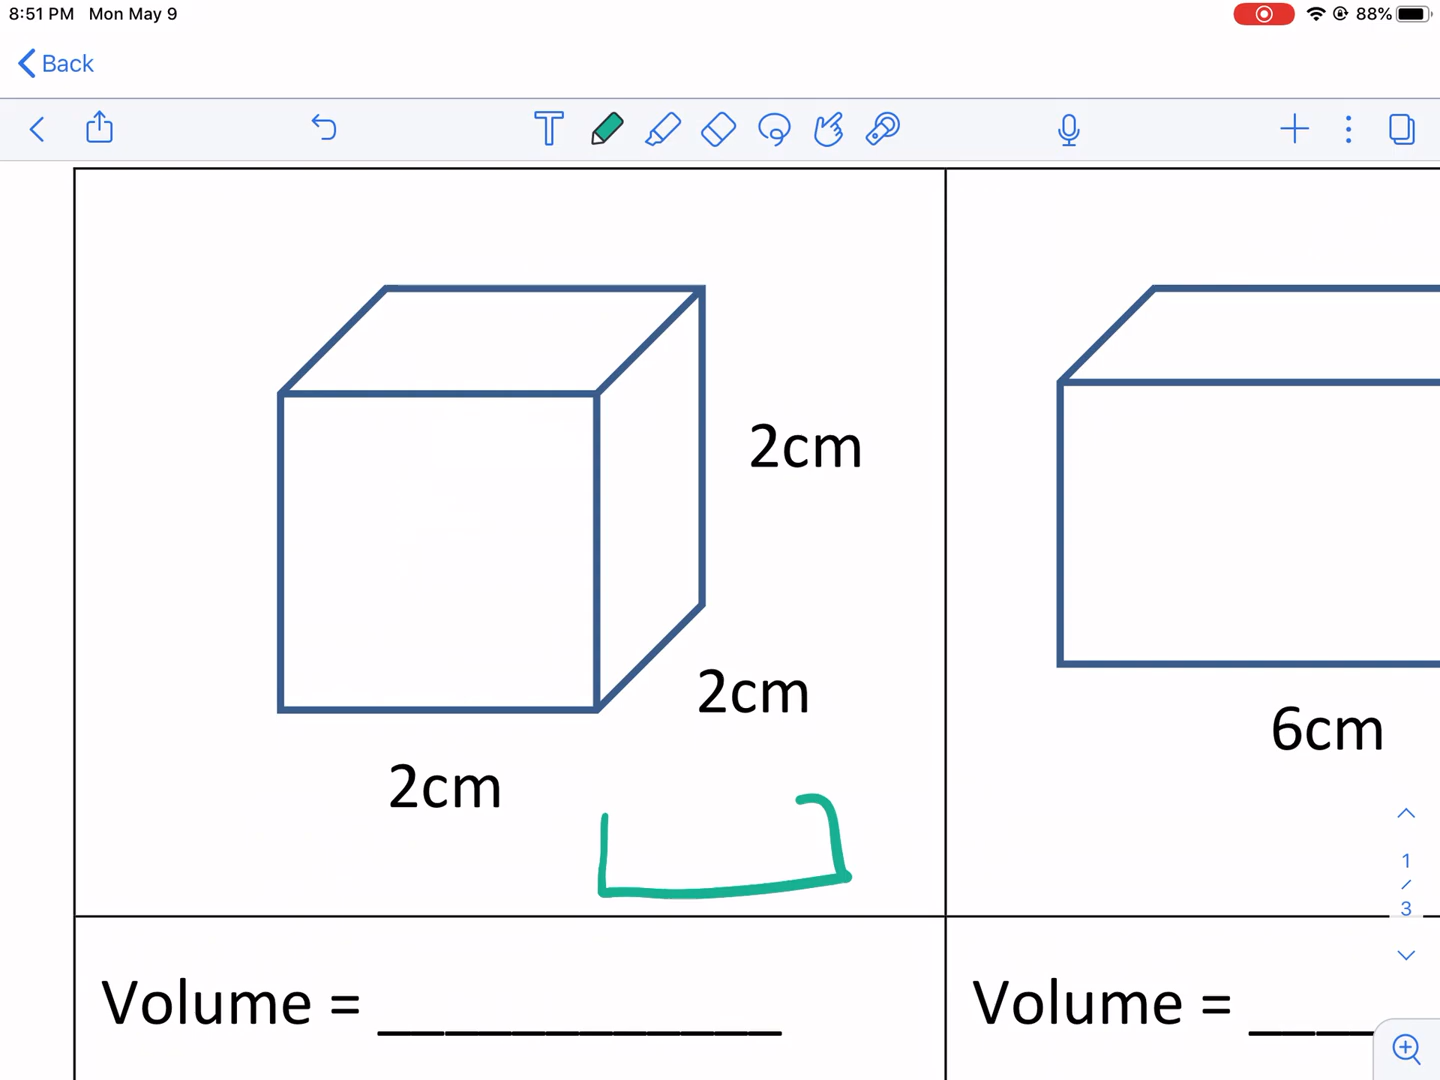 8:51 PM Mon May 9 88%
Back
T
2cm
2cm
6cm
2cm
1
/
3
Volume = ____________
Volume = ____